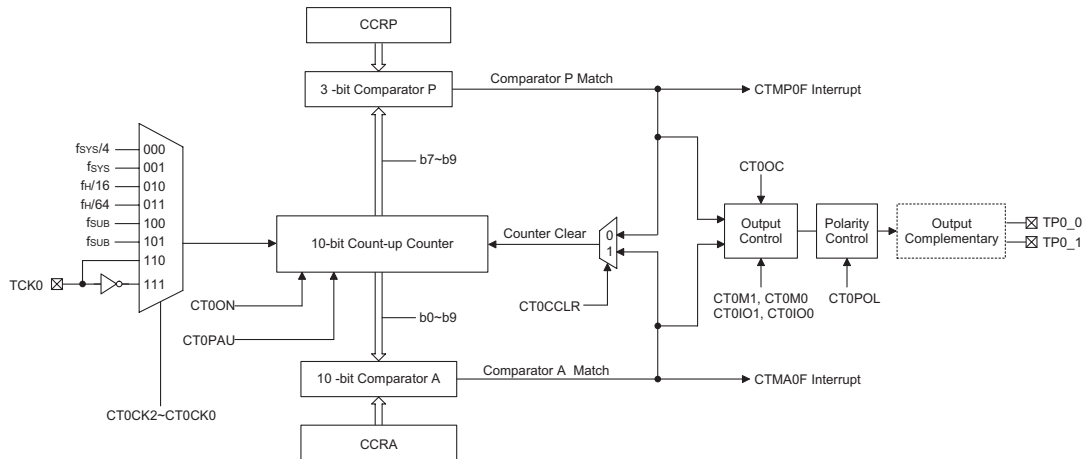 CCRP
3 -bit Comparator P
Comparator P Match
CTMP0F Interrupt
b7~b9
fSYS/4
000
fSYS
001
fH/16
010
fH/64
011
fSUB
100
fSUB
101
110
111
TCK0
CT0CK2~CT0CK0
10-bit Count-up Counter
Counter Clear
0
1
CT0CCLR
CT0ON
CT0PAU
b0~b9
CT0OC
Output
Control
CT0M1, CT0M0
CT0IO1, CT0IO0
Polarity
Control
CT0POL
Output
Complementary
TP0_0
TP0_1
10 -bit Comparator A
Comparator A Match
CTMA0F Interrupt
CCRA